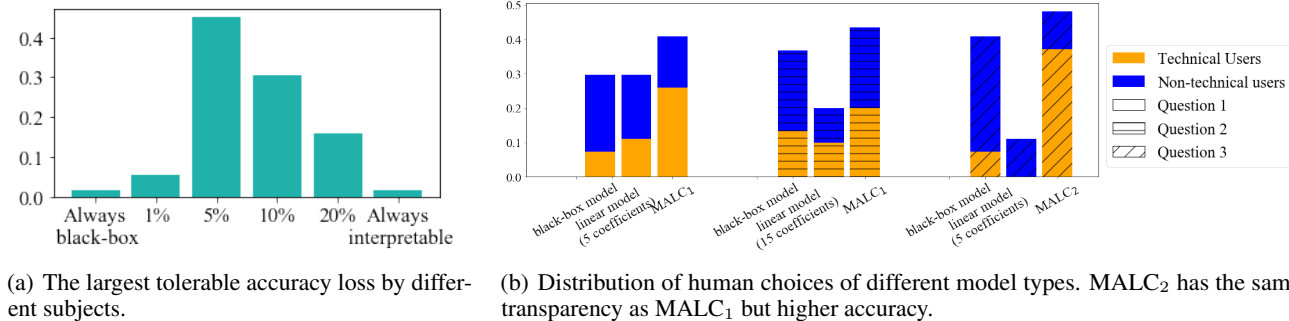 0.4
0.3
0.2
0.1
0.0
Always black-box
1%
5%
10%
20%
Always interpretable
(a) The largest tolerable accuracy loss by differ-
ent subjects.
0.5
0.4
0.3
0.2
0.1
0.0
black-box model
linear model
(5 coefficients)
MALC1
black-box model
linear model
(15 coefficients)
MALC1
black-box model
linear model
(5 coefficients)
MALC2
Technical Users
Non-technical users
Question 1
Question 2
Question 3
(b) Distribution of human choices of different model types. MALC2 has the sam
transparency as MALC1 but higher accuracy.